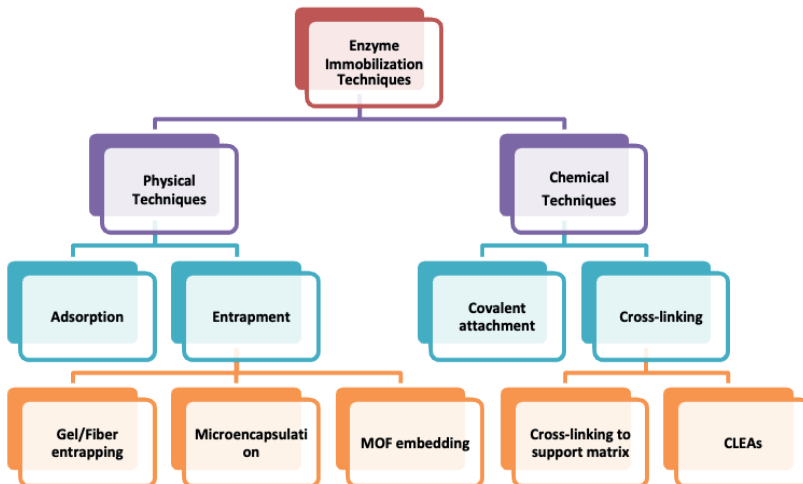 Enzyme
Immobilization
Techniques
Physical
Techniques
Chemical
Techniques
Adsorption
Entrapment
Covalent
attachment
Cross-linking
Gel/Fiber
entrapping
Microencapsulati
on
MOF embedding
Cross-linking to
support matrix
CLEAs